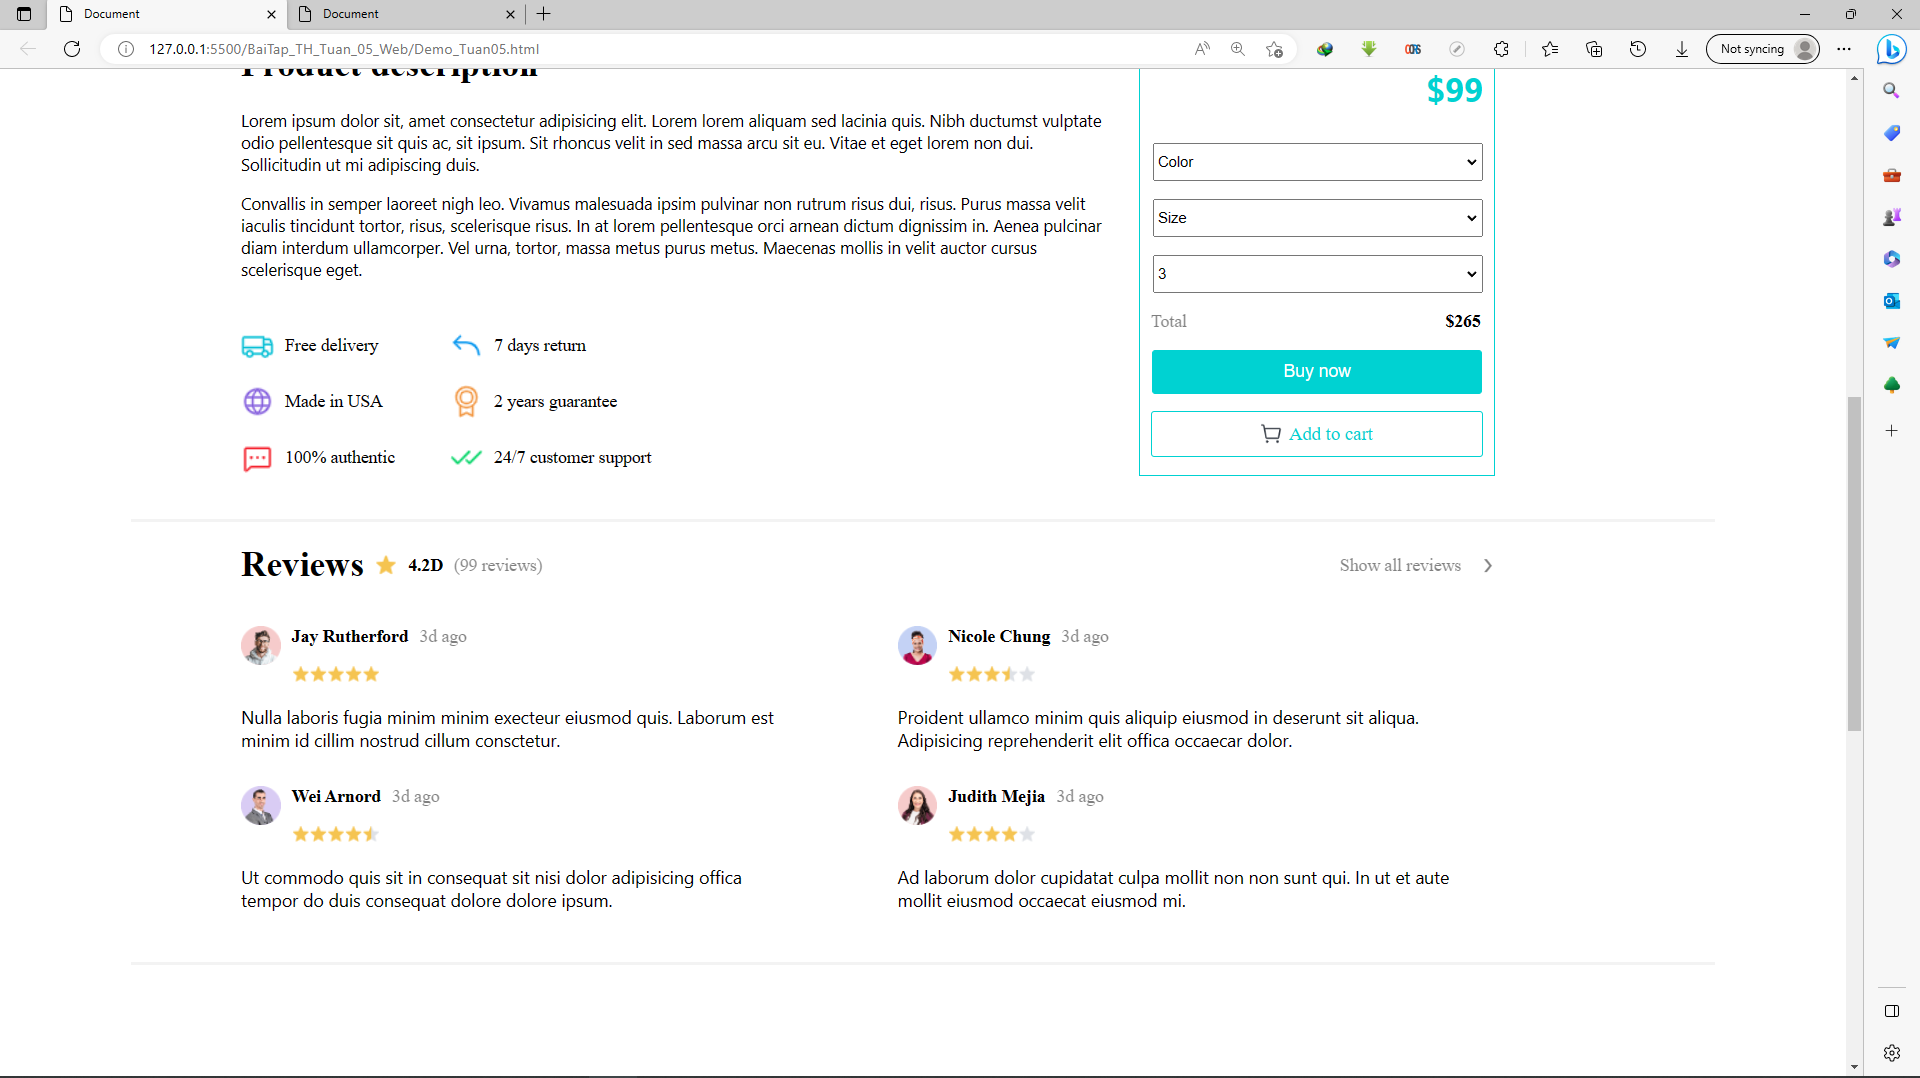 Document
Document
127.0.0.1:5500/BaiTap_TH_Tuan_05_Web/Demo_Tuan05.html
Not syncing
Product description
$99
Lorem ipsum dolor sit, amet consectetur adipisicing elit. Lorem lorem aliquam sed lacinia quis. Nibh ductumst vulptate
odio pellentesque sit quis ac, sit ipsum. Sit rhoncus velit in sed massa arcu sit eu. Vitae et eget lorem non dui.
Sollicitudin ut mi adipiscing duis.
Convallis in semper laoreet nigh leo. Vivamus malesuada ipsim pulvinar non rutrum risus dui, risus. Purus massa velit
iaculis tincidunt tortor, risus, scelerisque risus. In at lorem pellentesque orci arnean dictum dignissim in. Aenea pulcinar
diam interdum ullamcorper. Vel urna, tortor, massa metus purus metus. Maecenas mollis in velit auctor cursus
scelerisque eget.
Color
Size
3
Total $265
Buy now
Add to cart
Free delivery
7 days return
Made in USA
2 years guarantee
100% authentic
24/7 customer support
Reviews 4.2D (99 reviews)
Show all reviews
Jay Rutherford 3d ago
Nulla laboris fugia minim minim execteur eiusmod quis. Laborum est
minim id cillim nostrud cillum consctetur.
Nicole Chung 3d ago
Proident ullamco minim quis aliquip eiusmod in deserunt sit aliqua.
Adipisicing reprehenderit elit offica occaecar dolor.
Wei Arnord 3d ago
Ut commodo quis sit in consequat sit nisi dolor adipisicing offica
tempor do duis consequat dolore dolore ipsum.
Judith Mejia 3d ago
Ad laborum dolor cupidatat culpa mollit non non sunt qui. In ut et aute
mollit eiusmod occaecat eiusmod mi.